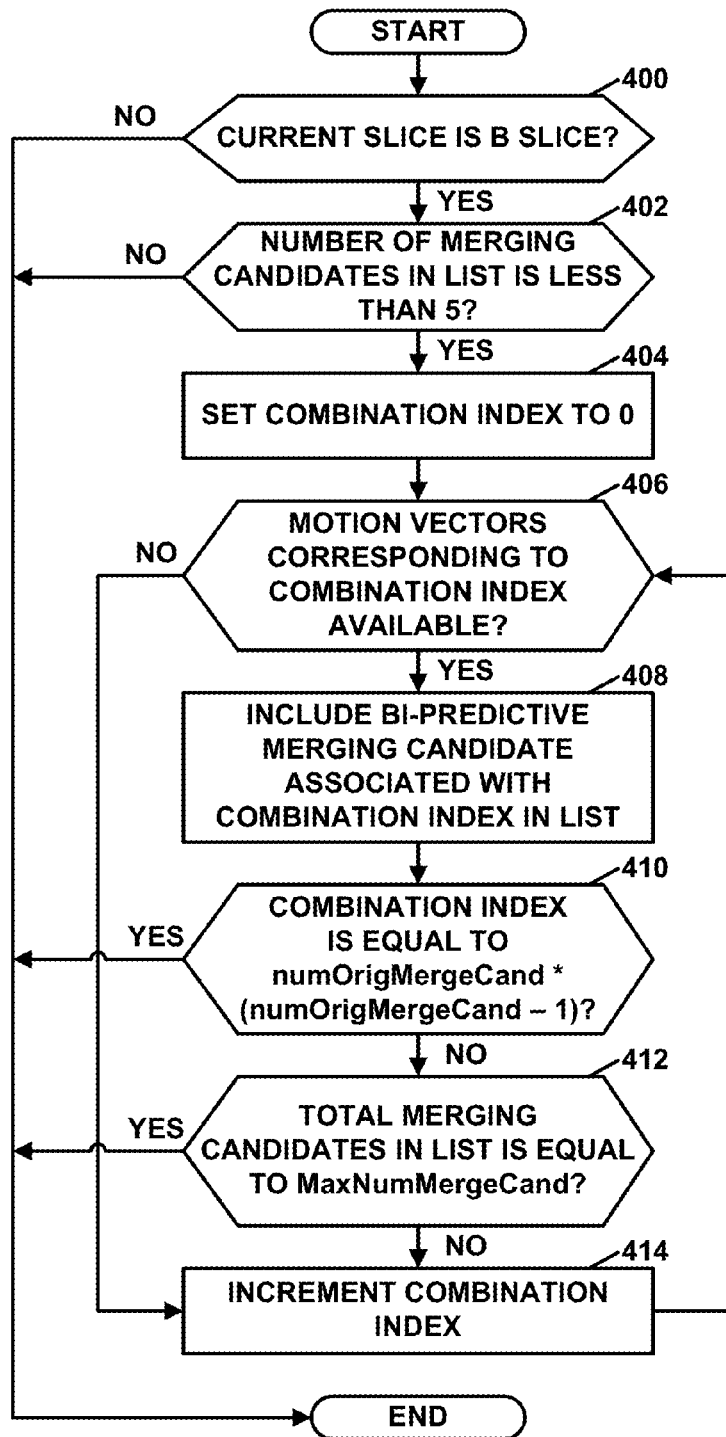 START
400
NO
CURRENT SLICE IS B SLICE?
YES
402
NO
NUMBER OF MERGING
CANDIDATES IN LIST IS LESS
THAN 5?
YES
404
SET COMBINATION INDEX TO 0
406
NO
MOTION VECTORS
CORRESPONDING TO
COMBINATION INDEX
AVAILABLE?
YES
408
INCLUDE BI-PREDICTIVE
MERGING CANDIDATE
ASSOCIATED WITH
COMBINATION INDEX IN LIST
410
YES
COMBINATION INDEX
IS EQUAL TO
numOrigMergeCand *
(numOrigMergeCand – 1)?
NO
412
YES
TOTAL MERGING
CANDIDATES IN LIST IS EQUAL
TO MaxNumMergeCand?
NO
414
INCREMENT COMBINATION
INDEX
END